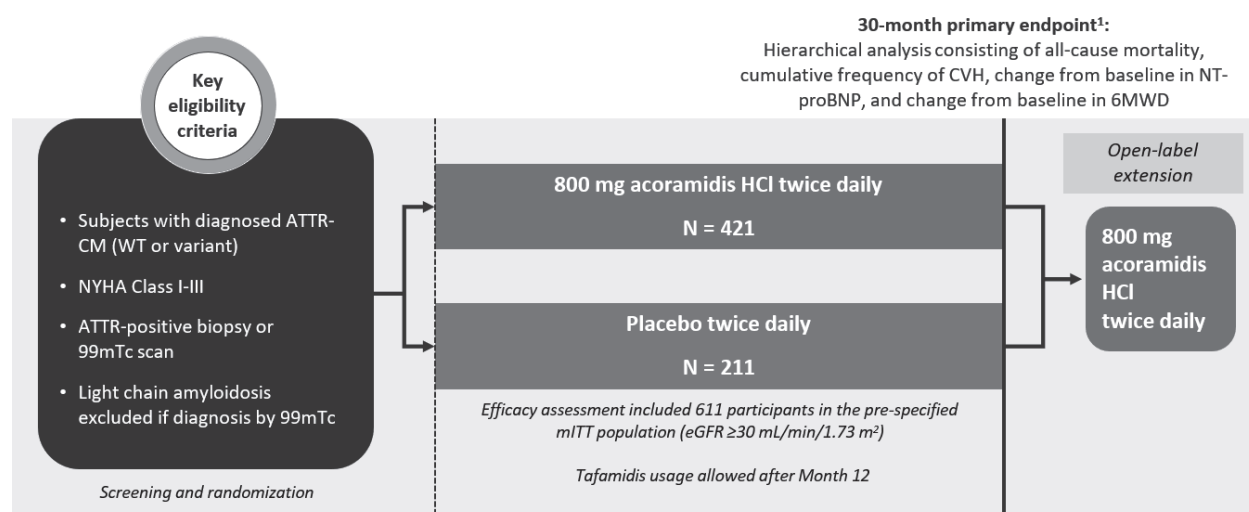 30-month primary endpoint¹:
Hierarchical analysis consisting of all-cause mortality,
cumulative frequency of CVH, change from baseline in NT-
proBNP, and change from baseline in 6MWD
Key
eligibility
criteria
• Subjects with diagnosed ATTR-
CM (WT or variant)
• NYHA Class I-III
• ATTR-positive biopsy or
99mTc scan
• Light chain amyloidosis
excluded if diagnosis by 99mTc
Screening and randomization
800 mg acoramidis HCl twice daily
N = 421
Placebo twice daily
N = 211
Efficacy assessment included 611 participants in the pre-specified
mITT population (eGFR ≥30 mL/min/1.73 m²)
Tafamidis usage allowed after Month 12
Open-label
extension
800 mg
acoramidis
HCl
twice daily